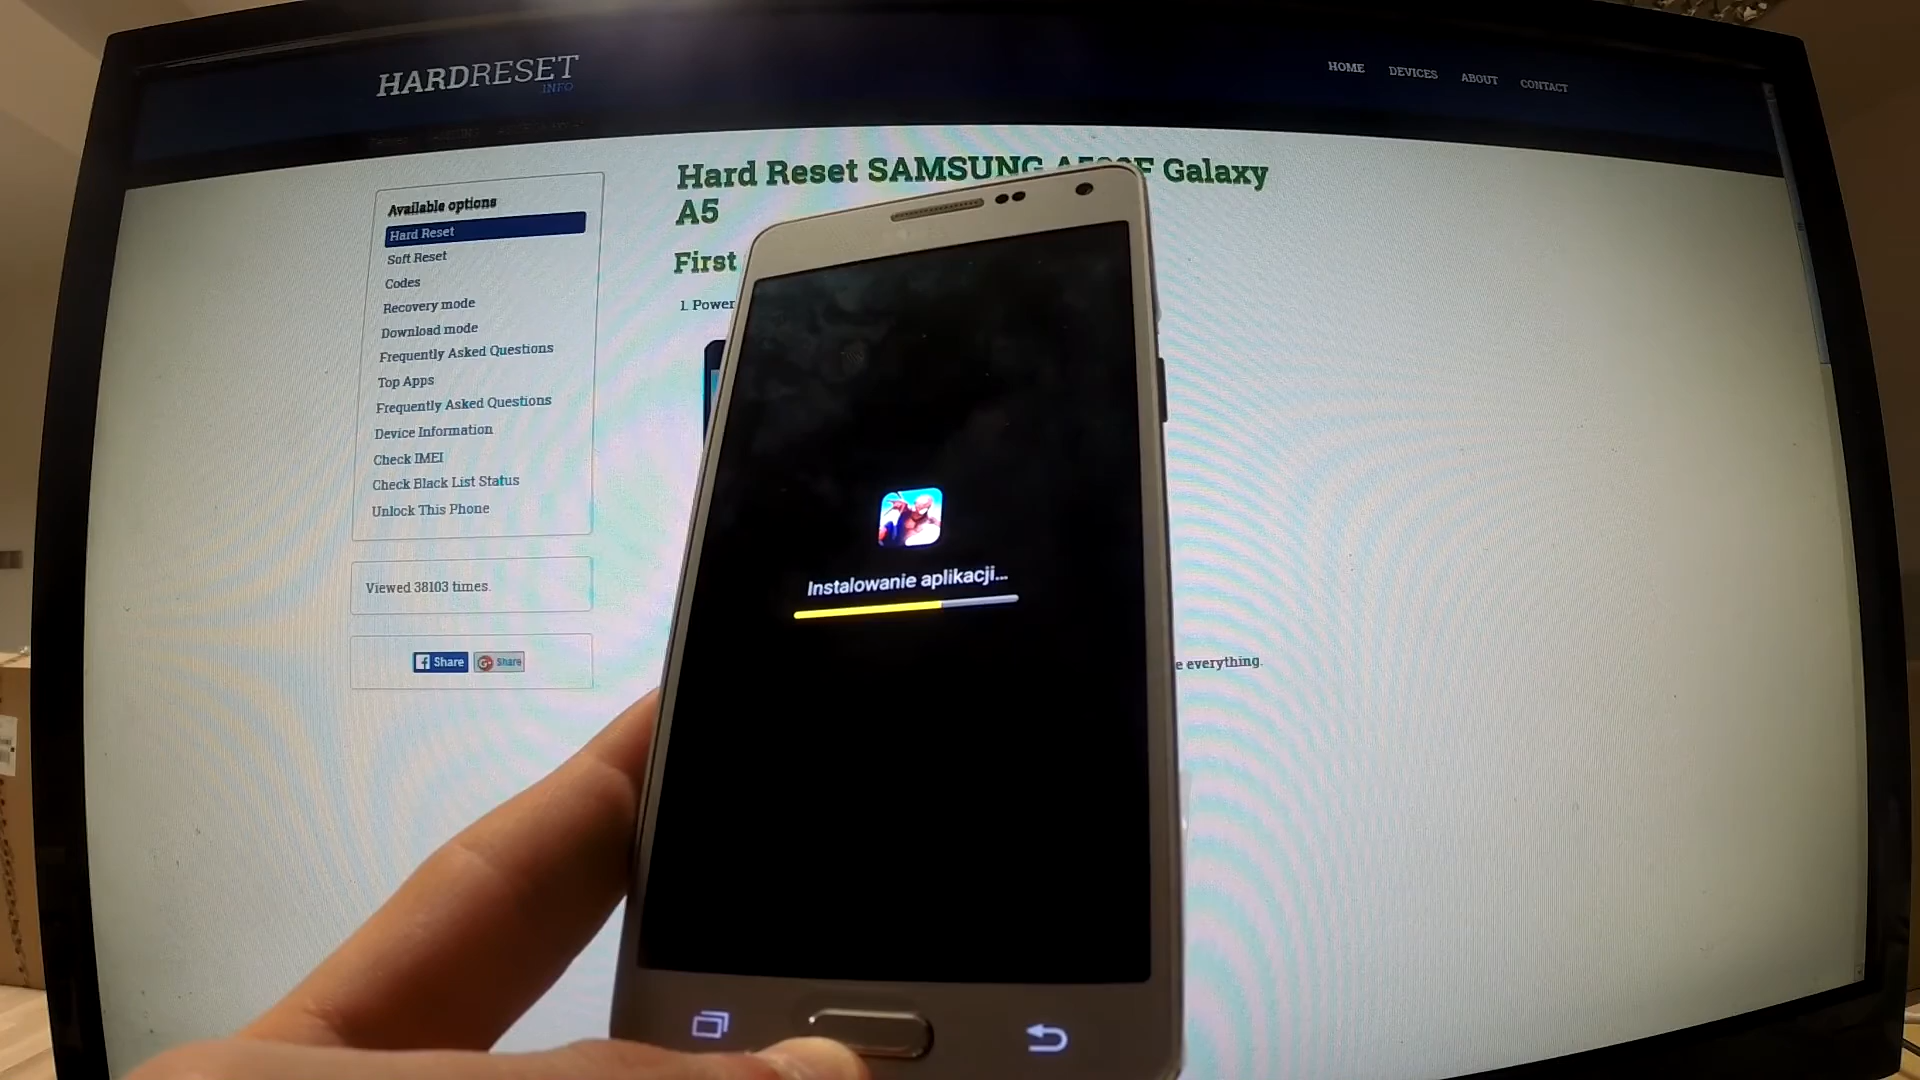 HARDRESET
.INFO
HOME
DEVICES
ABOUT
CONTACT
Hard Reset SAMSUNG Galaxy
A5
First
1. Power
Available options
Hard Reset
Soft Reset
Codes
Recovery mode
Download mode
Frequently Asked Questions
Top Apps
Frequently Asked Questions
Device Information
Check IMEI
Check Black List Status
Unlock This Phone
Viewed 38103 times.
Share
Share
Instalowanie aplikacji...
e everything.